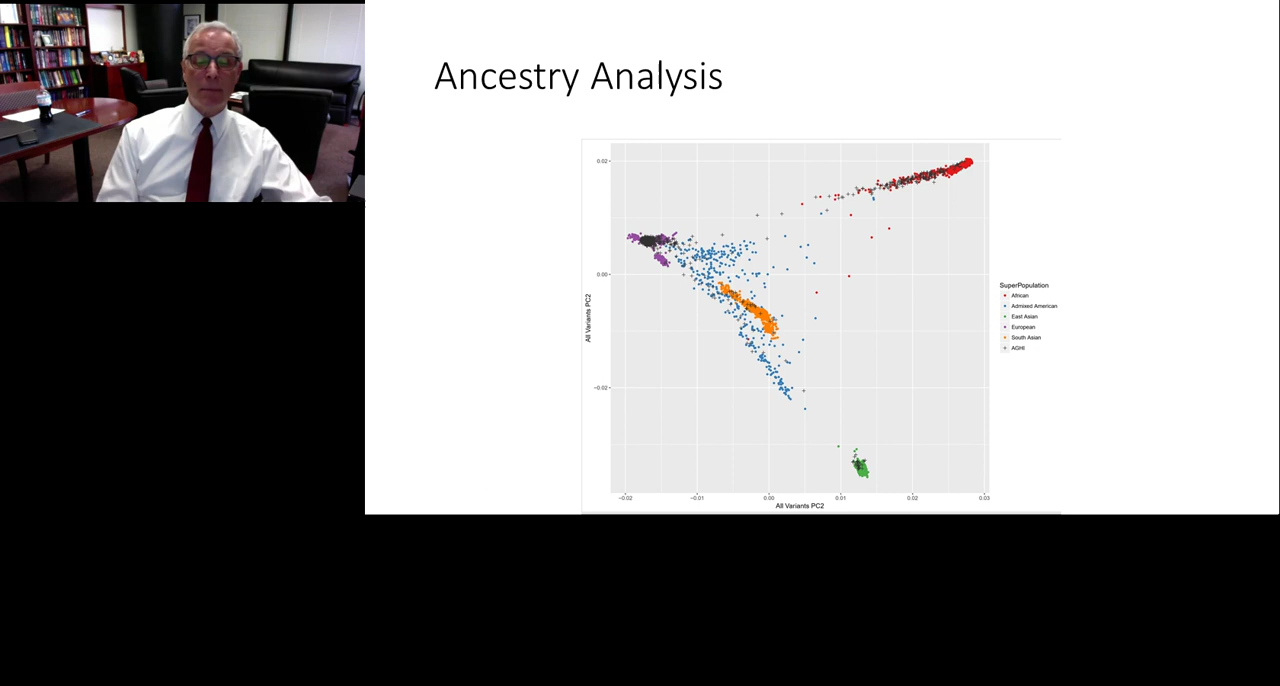 Ancestry Analysis
0.02
0.00
−0.02
All Variants PC2
−0.02
−0.01
0.00
0.01
0.02
0.03
All Variants PC2
SuperPopulation
African
Admixed American
East Asian
European
South Asian
AGHI